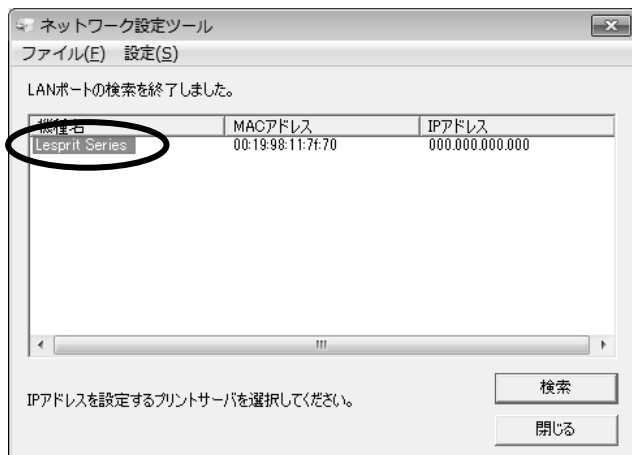 ネットワーク設定ツール
ファイル(F) 設定(S)
LANポートの検索を終了しました。
機種名 MACアドレス IPアドレス
Lesprit Series 00:19:98:11:7f:70 000.000.000.000
IPアドレスを設定するプリントサーバを選択してください。
検索
閉じる